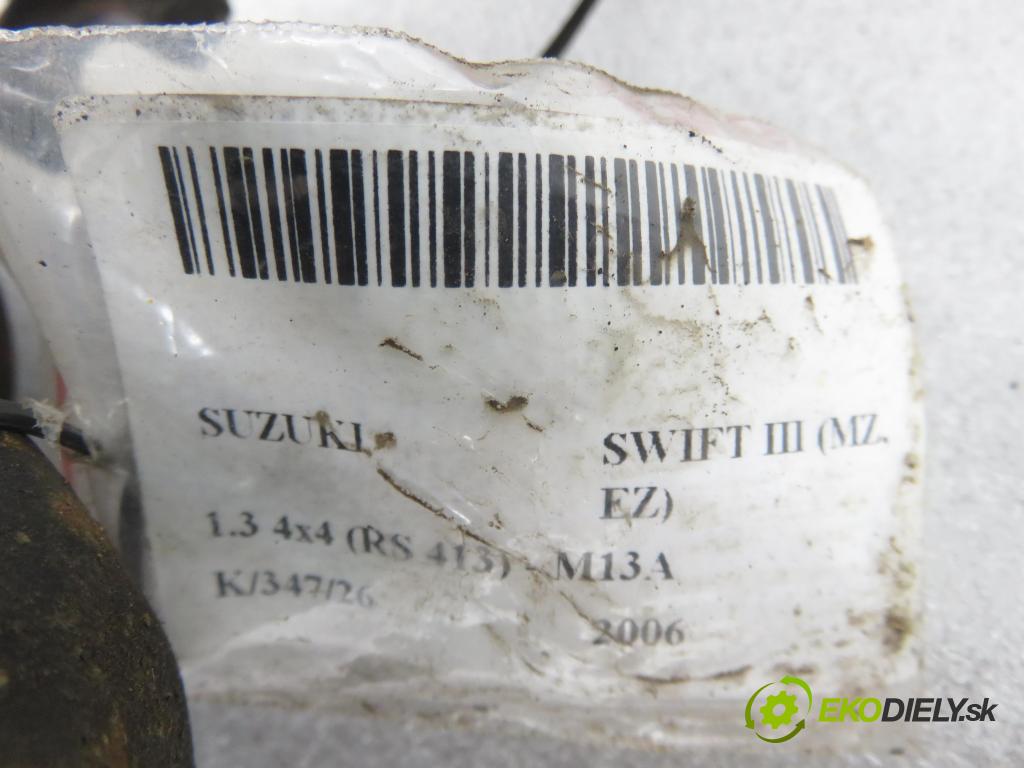 SUZUKI
SWIFT III (MZ,
EZ)
1.3 4x4 (RS 413) - M13A
K/347/26
2006
EKODIELY.sk